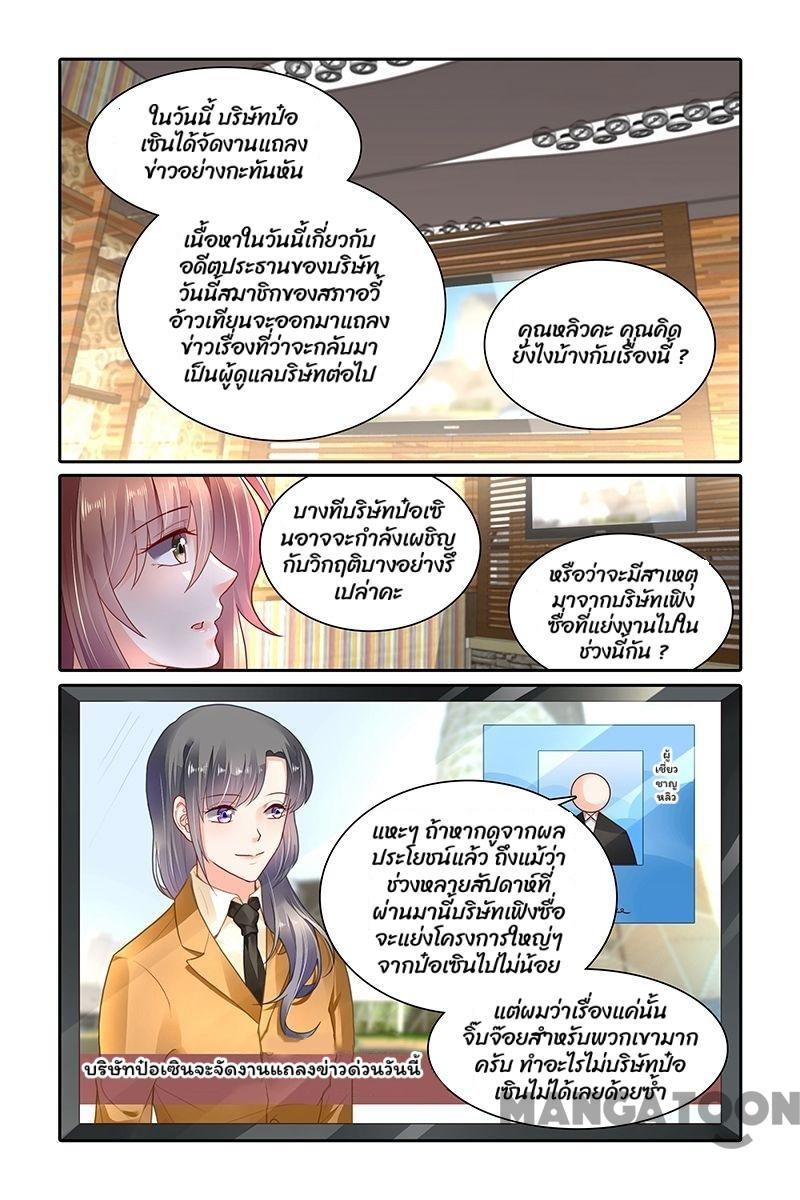 ในวันนี้ บริษัทป๋อ
เซินได้จัดงานแถลง
ข่าวอย่างกะทันหัน
เนื้อหาในวันนี้เกี่ยวกับ
อดีตประธานของบริษัท
วันนี้สมาชิกของสภาอวี้
อ้าวเทียนจะออกมาแถลง
ข่าวเรื่องที่ว่าจะกลับมา
เป็นผู้ดูแลบริษัทต่อไป
คุณหลิวคะ คุณคิด
ยังไงบ้างกับเรื่องนี้ ?
บางทีบริษัทป๋อเซิ
นอาจจะกำลังเผชิญ
กับวิกฤติบางอย่างรึ
เปล่าคะ
หรือว่าจะมีสาเหตุ
มาจากบริษัทเฟิง
ซื่อที่แย่งงานไปใน
ช่วงนี้กัน ?
ผู้
เชี่ยว
ชาญ
หลิว
แหะๆ ถ้าหากดูจากผล
ประโยชน์แล้ว ถึงแม้ว่า
ช่วงหลายสัปดาห์ที่
ผ่านมานี้บริษัทเฟิงซื่อ
จะแย่งโครงการใหญ่ๆ
จากป๋อเซินไปไม่น้อย
แต่ผมว่าเรื่องแค่นั้น
จิ๊บจ๊อยสำหรับพวกเขามาก
ครับ ทำอะไรไม่บริษัทป๋อ
เซินไม่ได้เลยด้วยซ้ำ
บริษัทป๋อเซินจะจัดงานแถลงข่าวด่วนวันนี้
MANGATOON